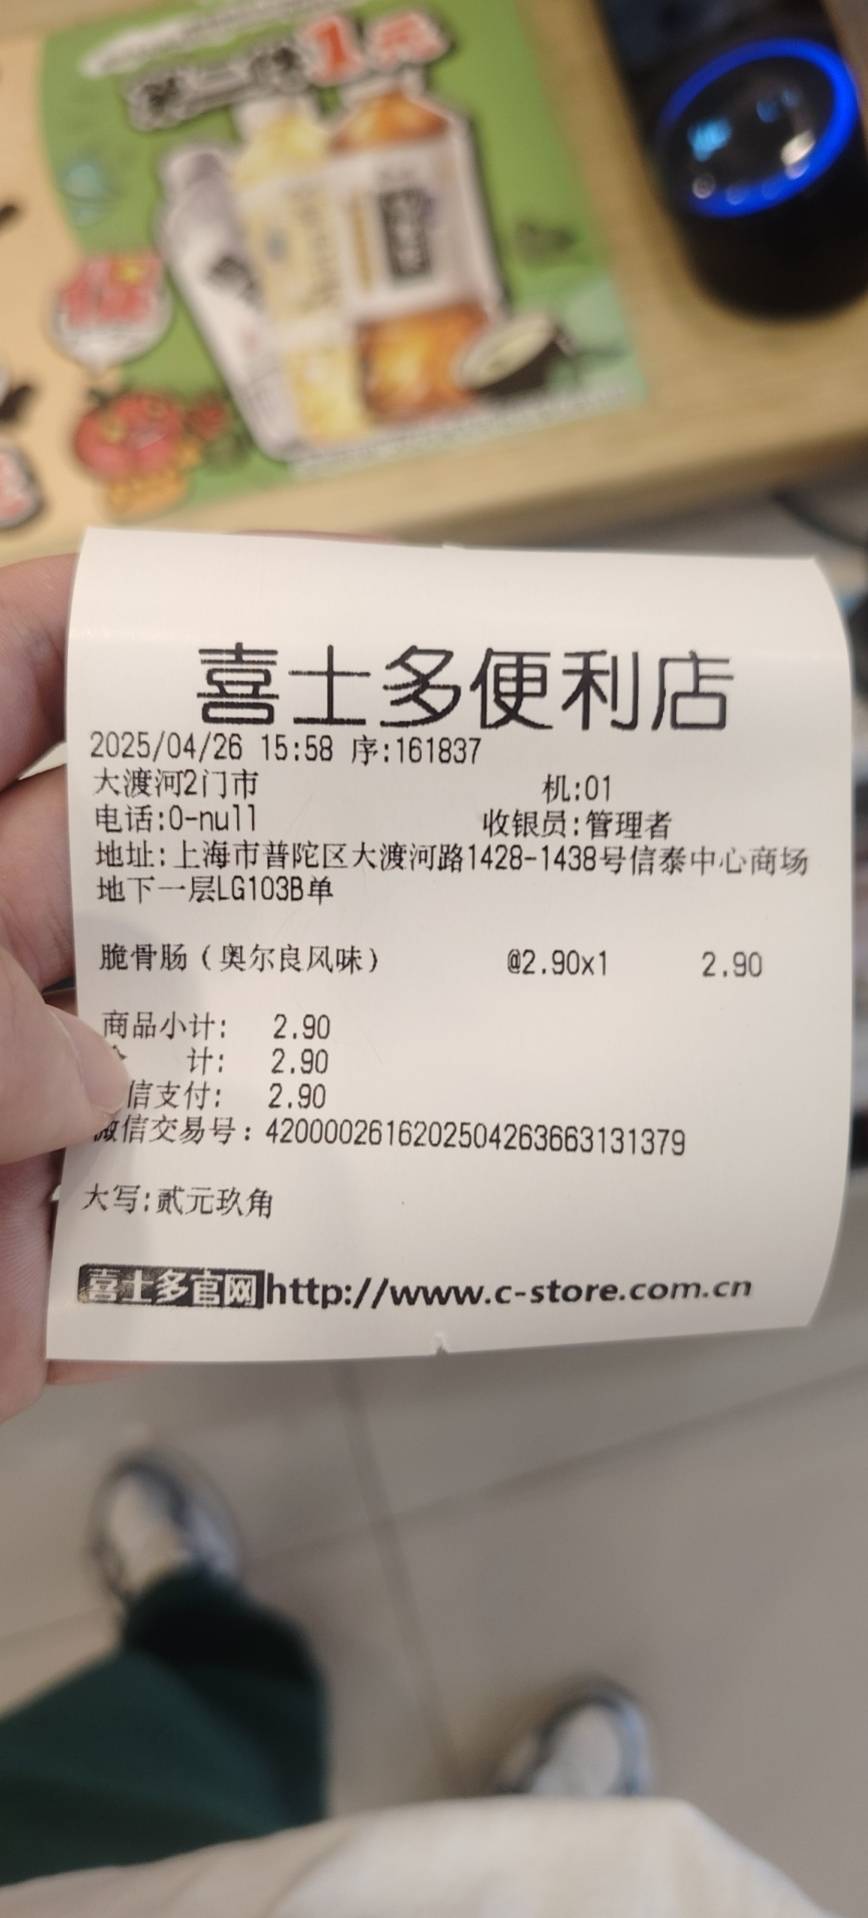 第二件1元
喜士多便利店
2025/04/26 15:58 序:161837
大渡河2门市 机:01
电话:0-null 收银员:管理者
地址:上海市普陀区大渡河路1428-1438号信泰中心商场
地下一层LG103B单
脆骨肠(奥尔良风味) @2.90x1 2.90
商品小计: 2.90
计: 2.90
信支付: 2.90
微信交易号:4200002616202504263663131379
大写:贰元玖角
喜士多官网http://www.c-store.com.cn